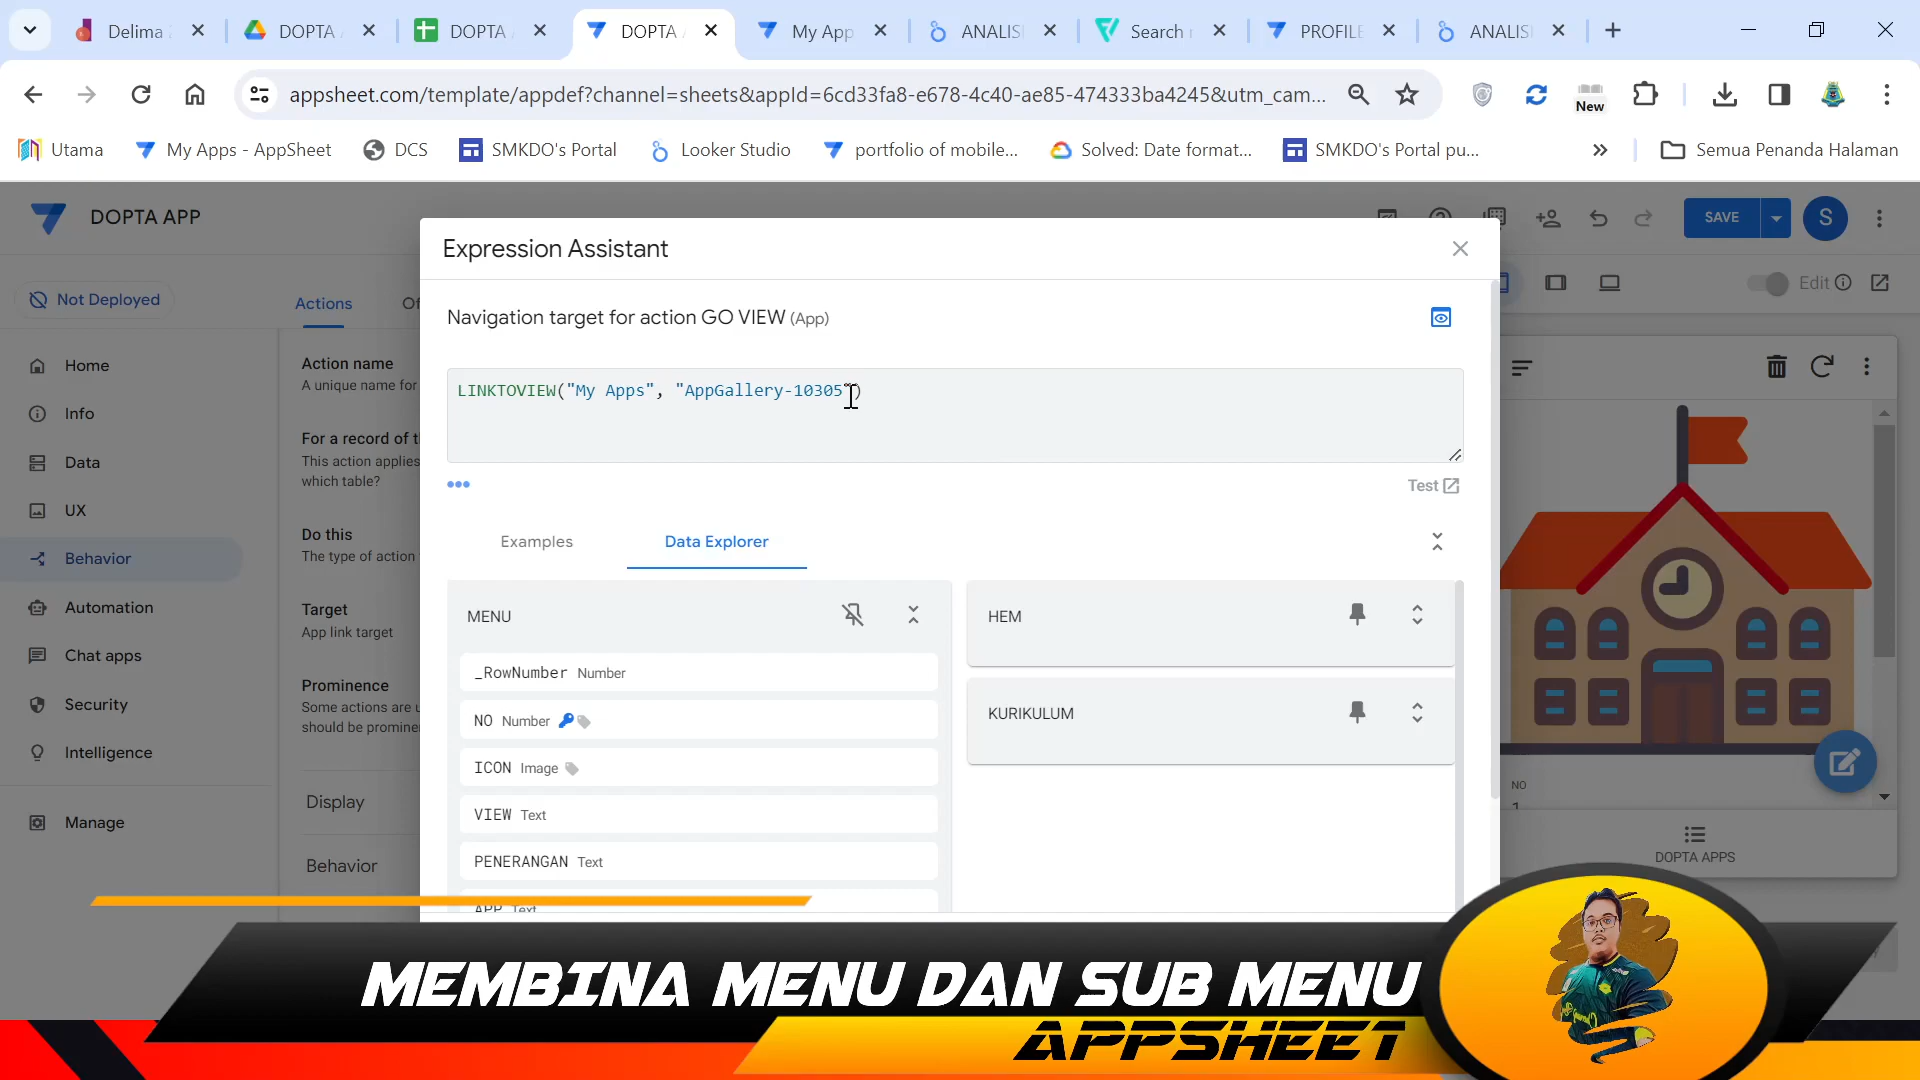 Delima
DOPTA
DOPTA
DOPTA
My App
ANALIS
Search
PROFILE
ANALIS
appsheet.com/template/appdef?channel=sheets&appId=6cd33fa8-e678-4c40-ae85-474333ba4245&utm_cam...
New
Utama
My Apps - AppSheet
DCS
SMKDO's Portal
Looker Studio
portfolio of mobile...
Solved: Date format...
SMKDO's Portal pu...
Semua Penanda Halaman
DOPTA APP
SAVE
S
Not Deployed
Home
Info
Data
UX
Behavior
Automation
Chat apps
Security
Intelligence
Manage
Actions
Action name
A unique name for
For a record of t
This action applies
which table?
Do this
The type of action
Target
App link target
Prominence
Some actions are u
should be promine
Display
Behavior
Expression Assistant
Navigation target for action GO VIEW (App)
LINKTOVIEW("My Apps", "AppGallery-10305")
Test
Examples
Data Explorer
MENU
_RowNumber Number
NO Number
ICON Image
VIEW Text
PENERANGAN Text
APP Text
HEM
KURIKULUM
Edit
NO
1
DOPTA APPS
MEMBINA MENU DAN SUB MENU
APPSHEET